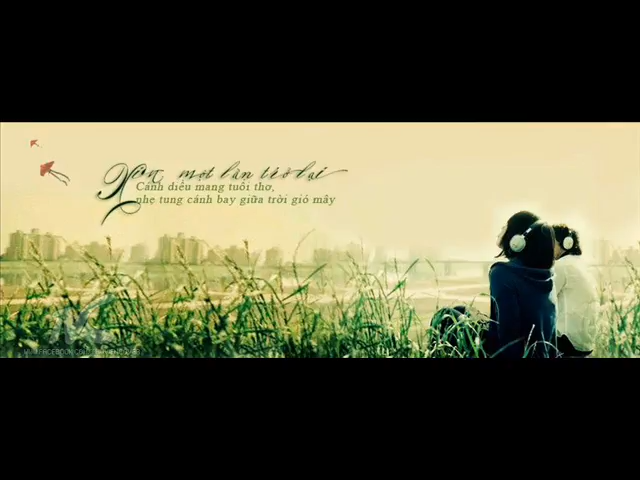 Xin một lần trở lại
Cánh diều mang tuổi thơ,
nhẹ tung cánh bay giữa trời gió mây